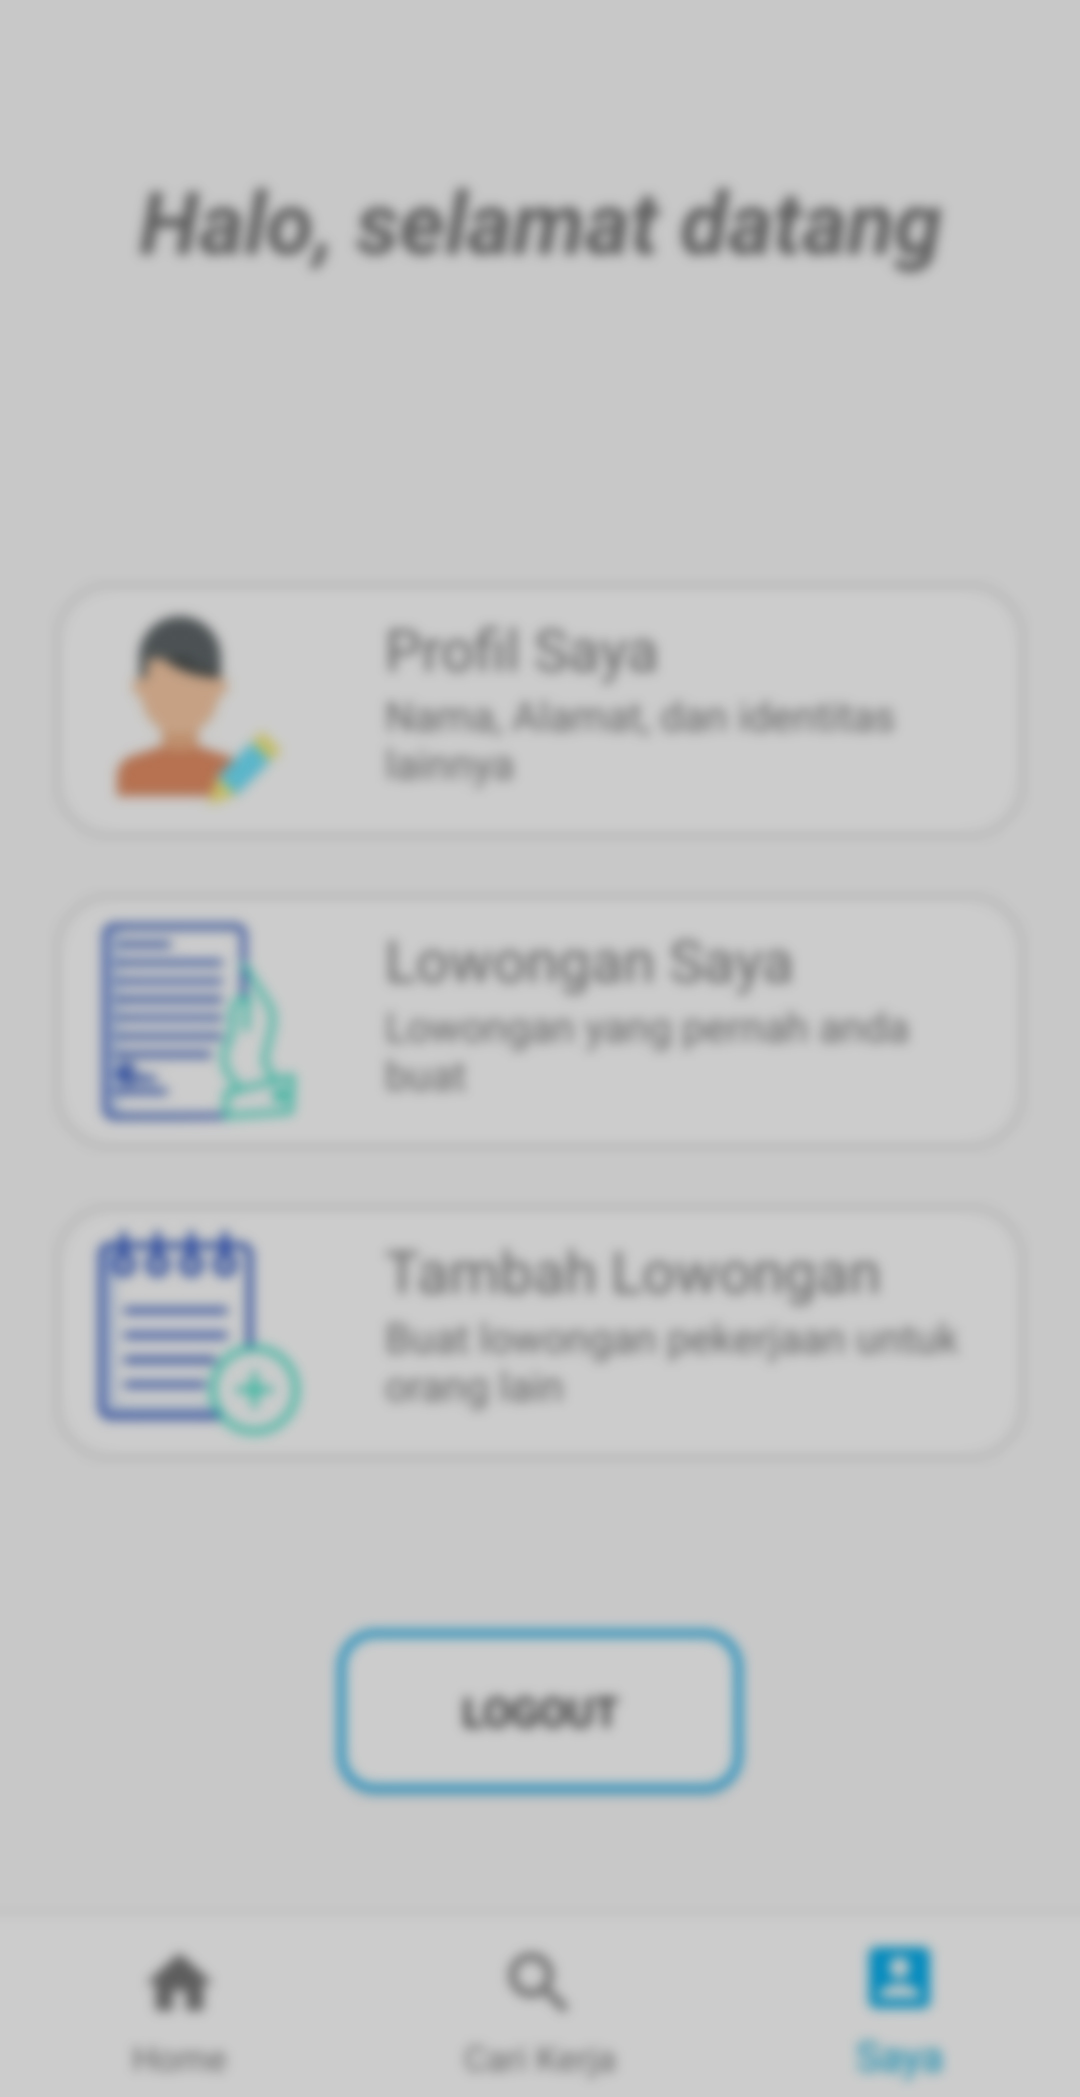 Halo, selamat datang
Profil Saya
Nama, Alamat, dan identitas
lainnya
Lowongan Saya
Lowongan yang pernah anda
buat
Tambah Lowongan
Buat lowongan pekerjaan untuk
orang lain
LOGOUT
Home
Cari Kerja
Saya